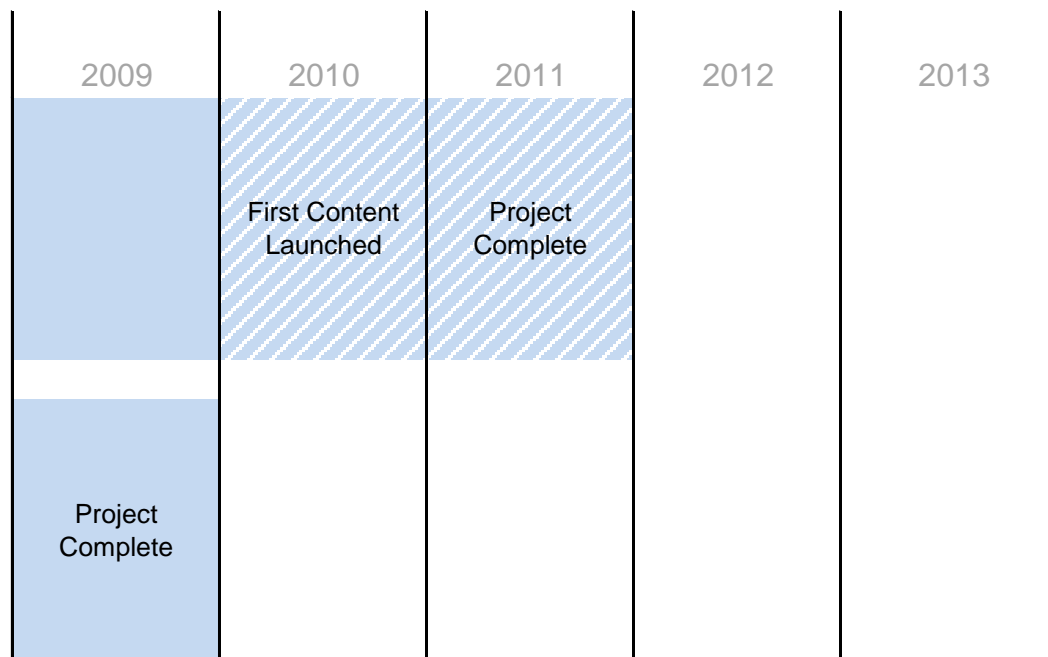 2009 2010 2011 2012 2013
First Content
Launched
Project
Complete
Project
Complete